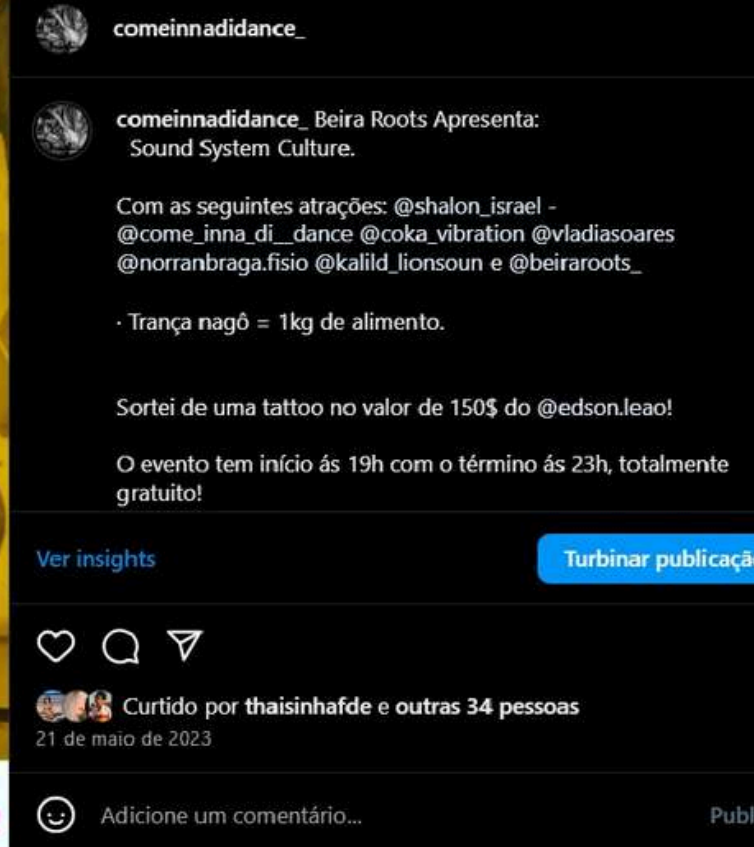 comeinnadidance_
comeinnadidance_ Beira Roots Apresenta:
Sound System Culture.
Com as seguintes atrações: @shalon_israel -
@come_inna_di__dance @coka_vibration @vladiasoares
@norranbraga.fisio @kalild_lionsoun e @beiraroots_
· Trança nagô = 1kg de alimento.
Sortei de uma tattoo no valor de 150$ do @edson.leao!
O evento tem início ás 19h com o término ás 23h, totalmente
gratuito!
Ver insights
Turbinar publicaçã
Curtido por thaisinhafde e outras 34 pessoas
21 de maio de 2023
Adicione um comentário...
Publ